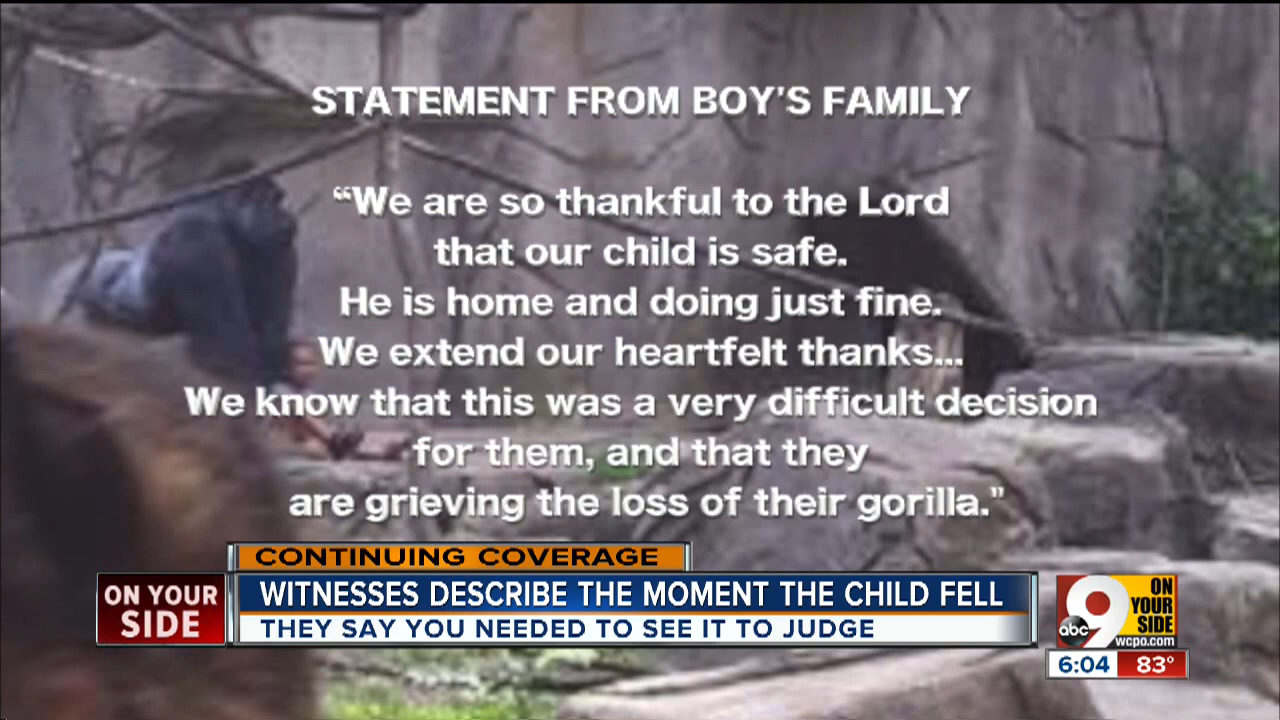 STATEMENT FROM BOY'S FAMILY
“We are so thankful to the Lord
that our child is safe.
He is home and doing just fine.
We extend our heartfelt thanks...
We know that this was a very difficult decision
for them, and that they
are grieving the loss of their gorilla."
CONTINUING COVERAGE
ON YOUR
SIDE
WITNESSES DESCRIBE THE MOMENT THE CHILD FELL
THEY SAY YOU NEEDED TO SEE IT TO JUDGE
abc
9
ON
YOUR
SIDE
wcpo.com
6:04 83°